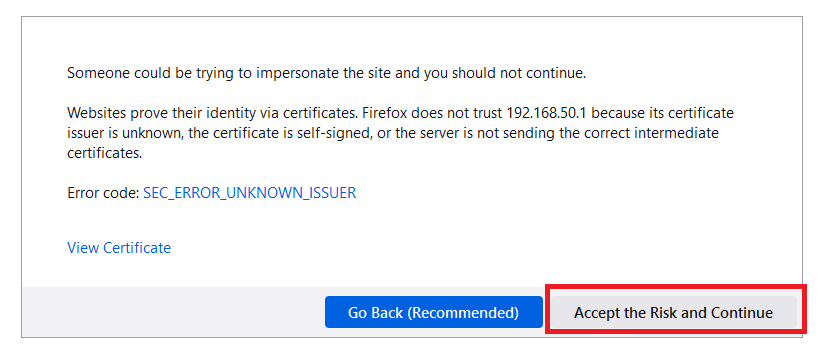 Someone could be trying to impersonate the site and you should not continue.
Websites prove their identity via certificates. Firefox does not trust 192.168.50.1 because its certificate
issuer is unknown, the certificate is self-signed, or the server is not sending the correct intermediate
certificates.
Error code: SEC_ERROR_UNKNOWN_ISSUER
View Certificate
Go Back (Recommended) Accept the Risk and Continue